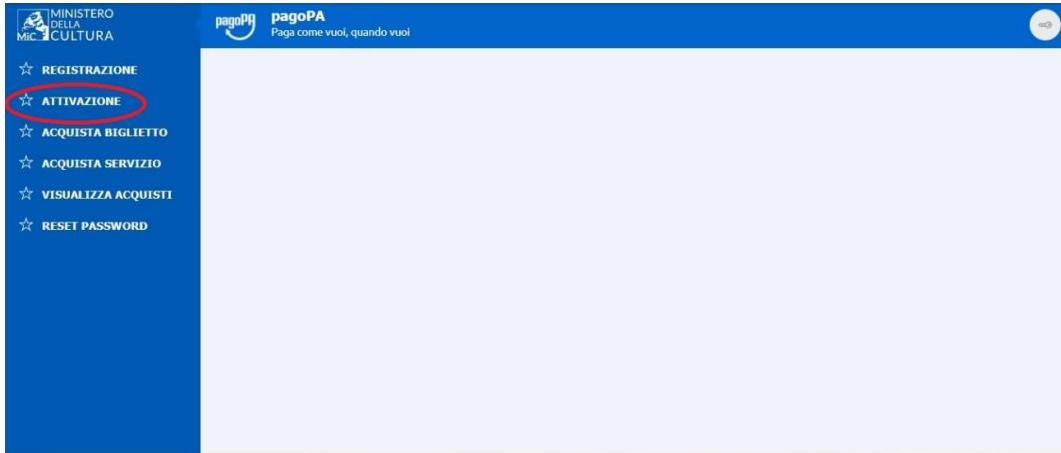 MINISTERO
DELLA
MiC CULTURA
pagoPA
pagoPA
Paga come vuoi, quando vuoi
REGISTRAZIONE
ATTIVAZIONE
ACQUISTA BIGLIETTO
ACQUISTA SERVIZIO
VISUALIZZA ACQUISTI
RESET PASSWORD